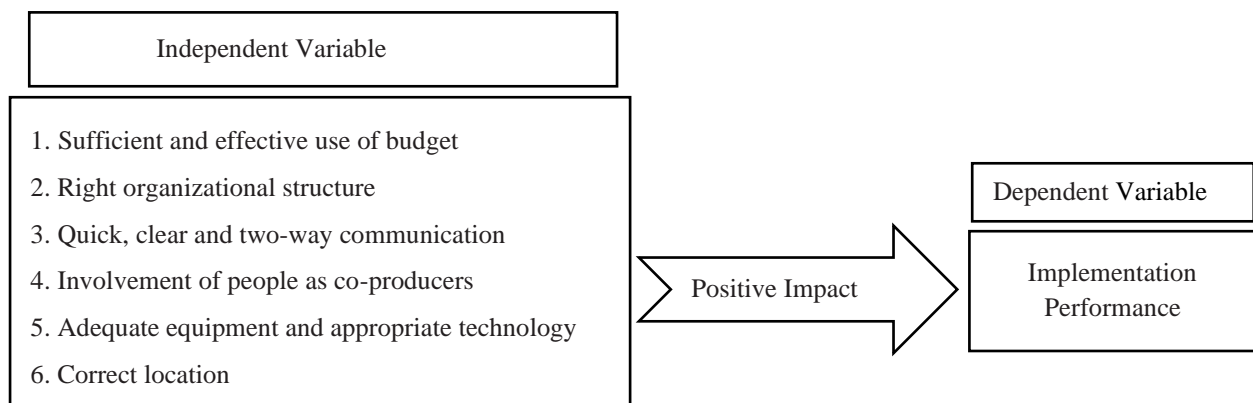 Independent Variable
1. Sufficient and effective use of budget
2. Right organizational structure
3. Quick, clear and two-way communication
4. Involvement of people as co-producers
5. Adequate equipment and appropriate technology
6. Correct location
Positive Impact
Dependent Variable
Implementation
Performance